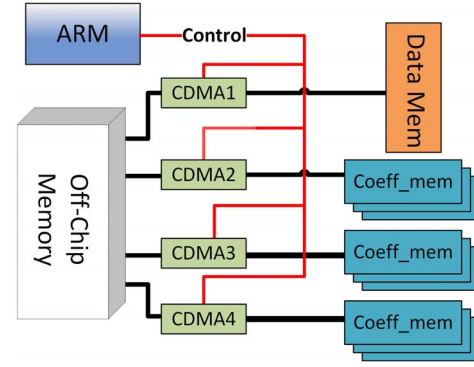 ARM
Control
CDMA1
Data Mem
CDMA2
Coeff_mem
Off-Chip
Memory
CDMA3
Coeff_mem
CDMA4
Coeff_mem